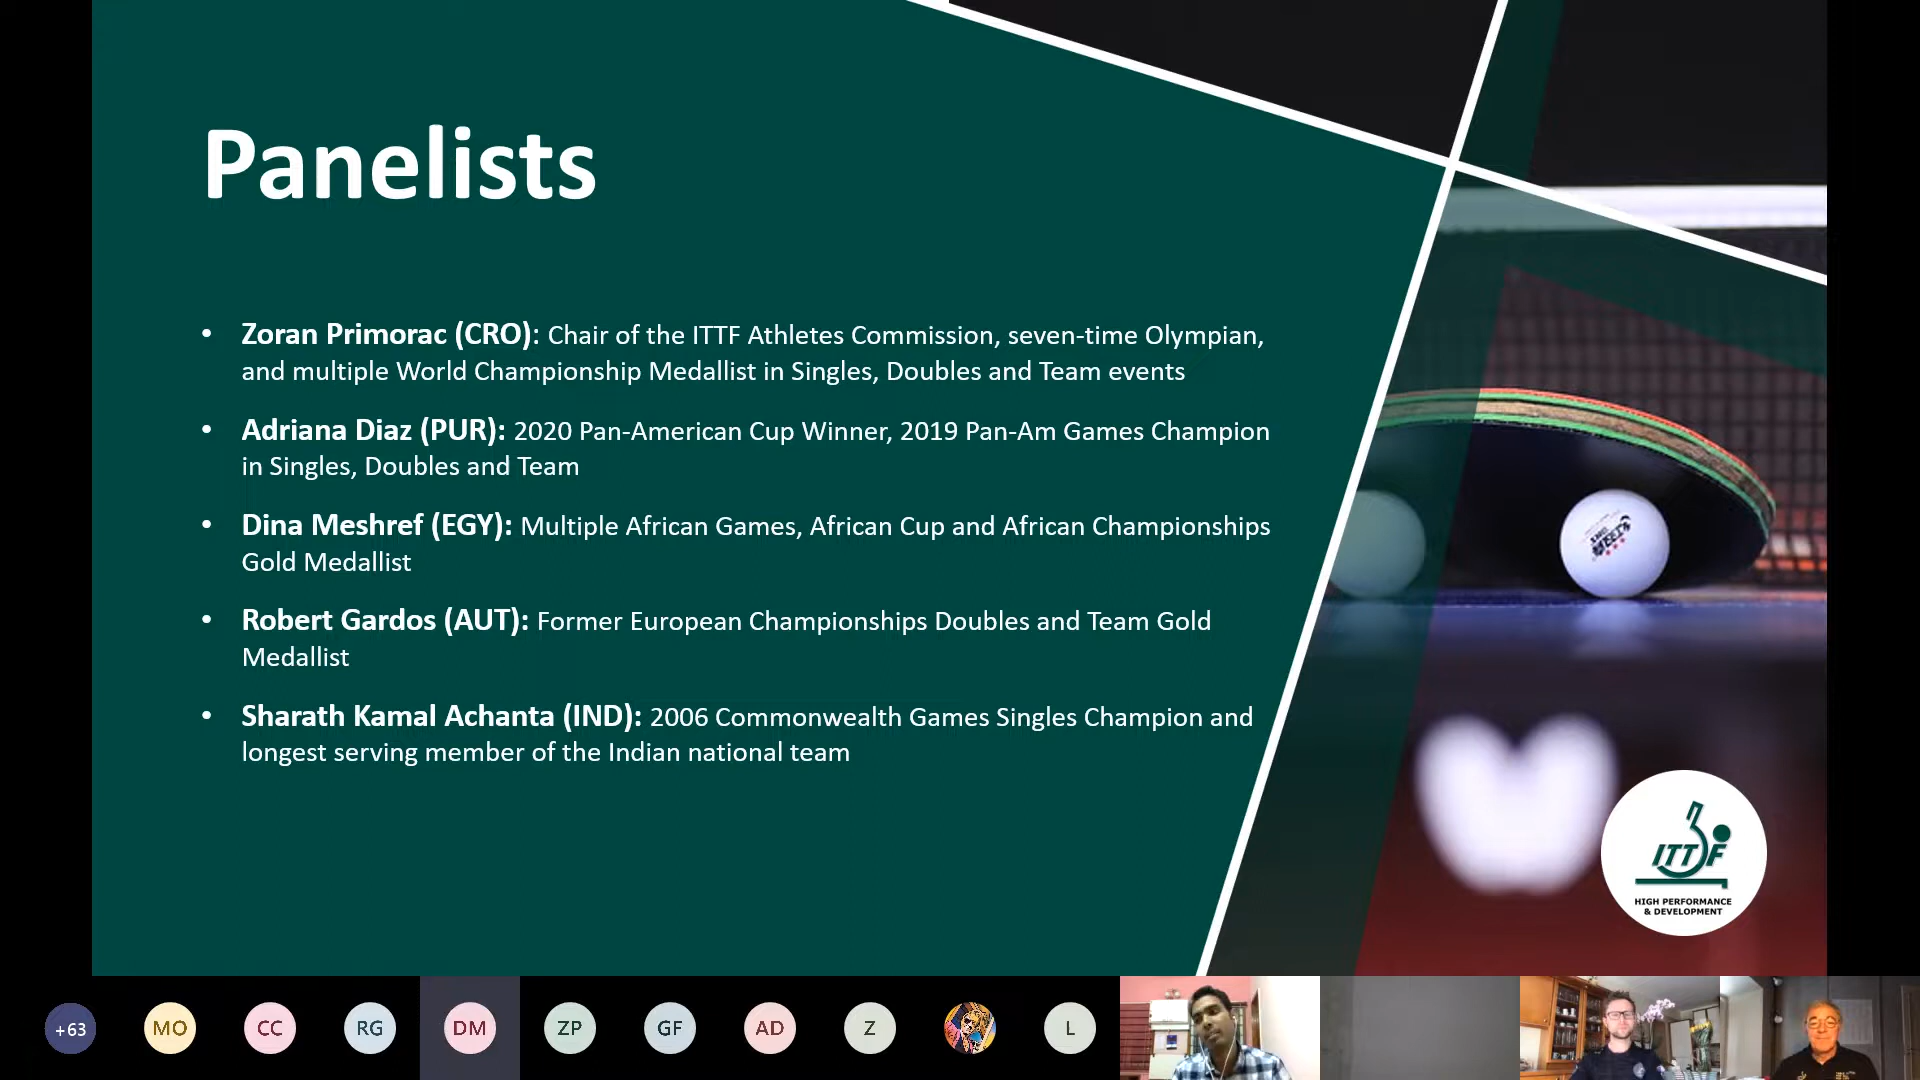 Panelists
• Zoran Primorac (CRO): Chair of the ITTF Athletes Commission, seven-time Olympian,
and multiple World Championship Medallist in Singles, Doubles and Team events
• Adriana Diaz (PUR): 2020 Pan-American Cup Winner, 2019 Pan-Am Games Champion
in Singles, Doubles and Team
• Dina Meshref (EGY): Multiple African Games, African Cup and African Championships
Gold Medallist
• Robert Gardos (AUT): Former European Championships Doubles and Team Gold
Medallist
• Sharath Kamal Achanta (IND): 2006 Commonwealth Games Singles Champion and
longest serving member of the Indian national team
ITTF
HIGH PERFORMANCE
& DEVELOPMENT
+63 MO CC RG DM ZP GF AD Z L